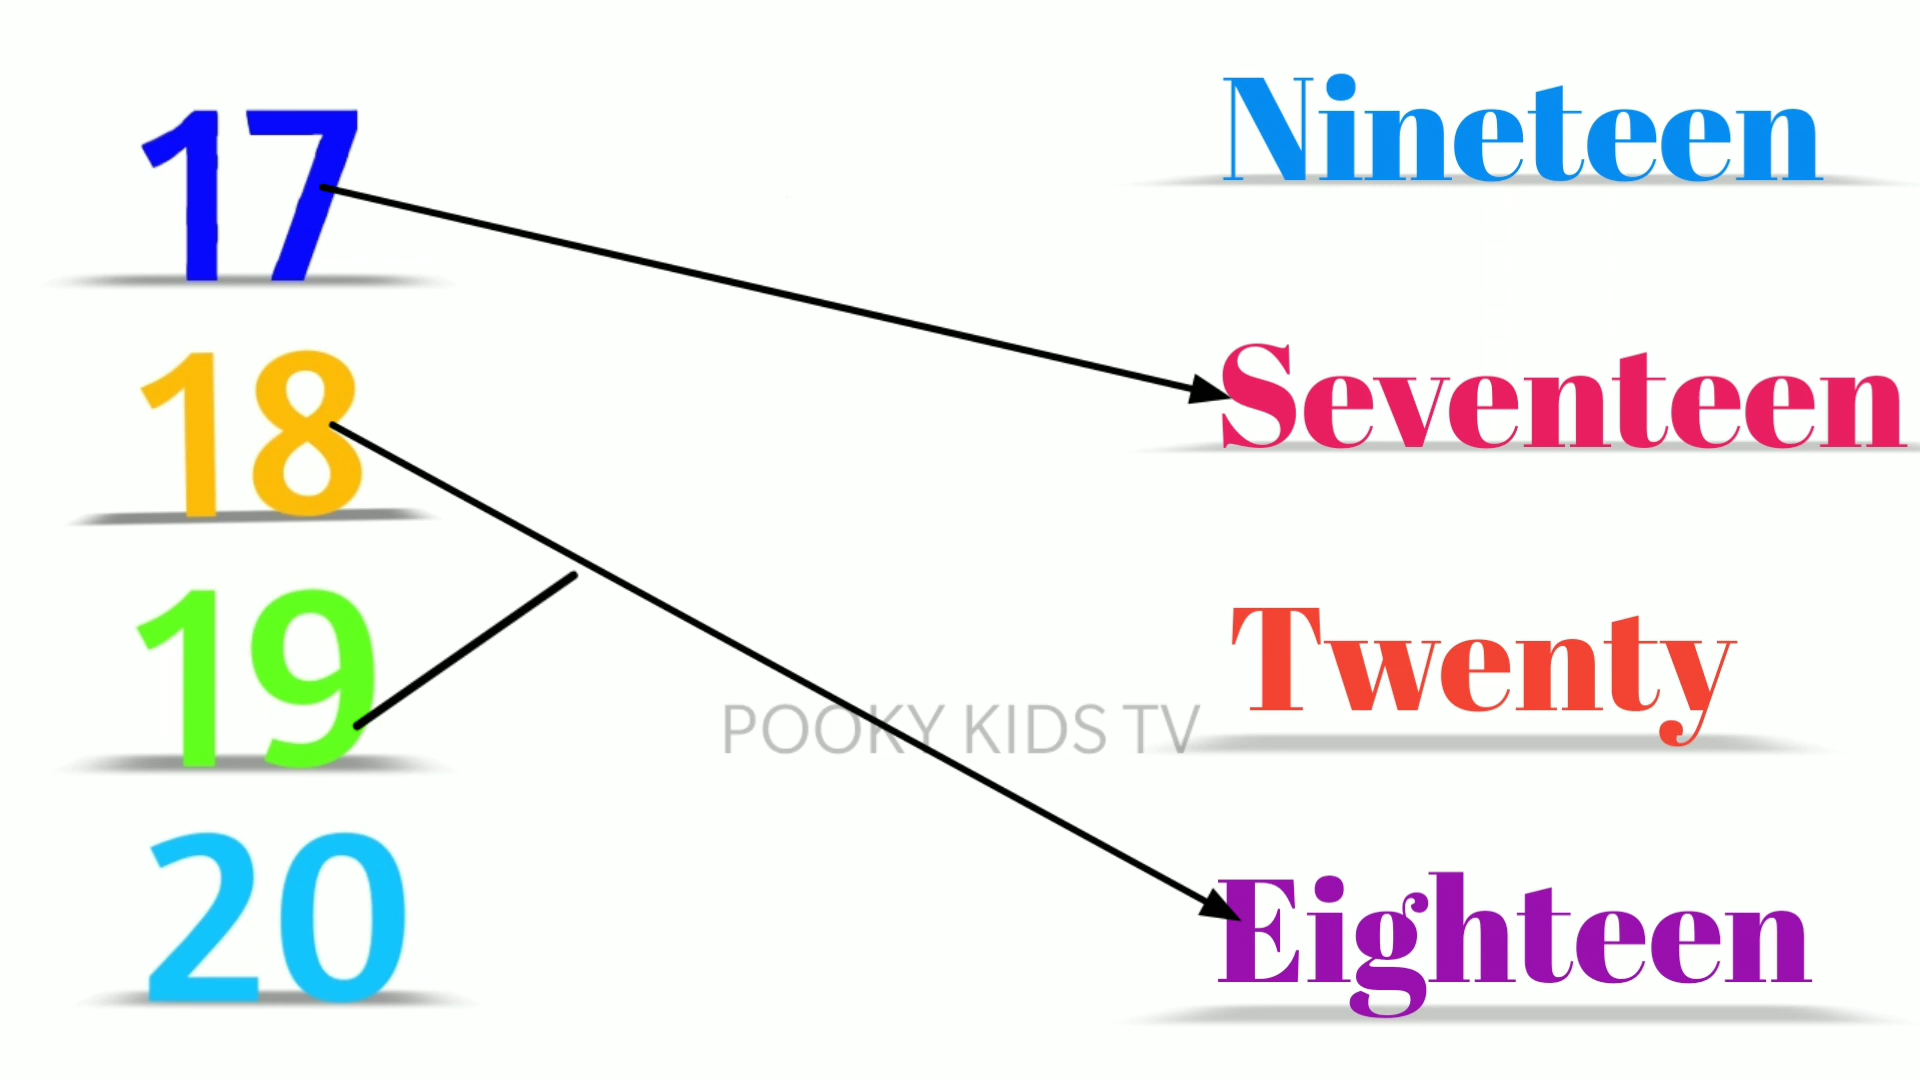 17
Nineteen
18
Seventeen
19
Twenty
POOKY KIDS TV
20
Eighteen